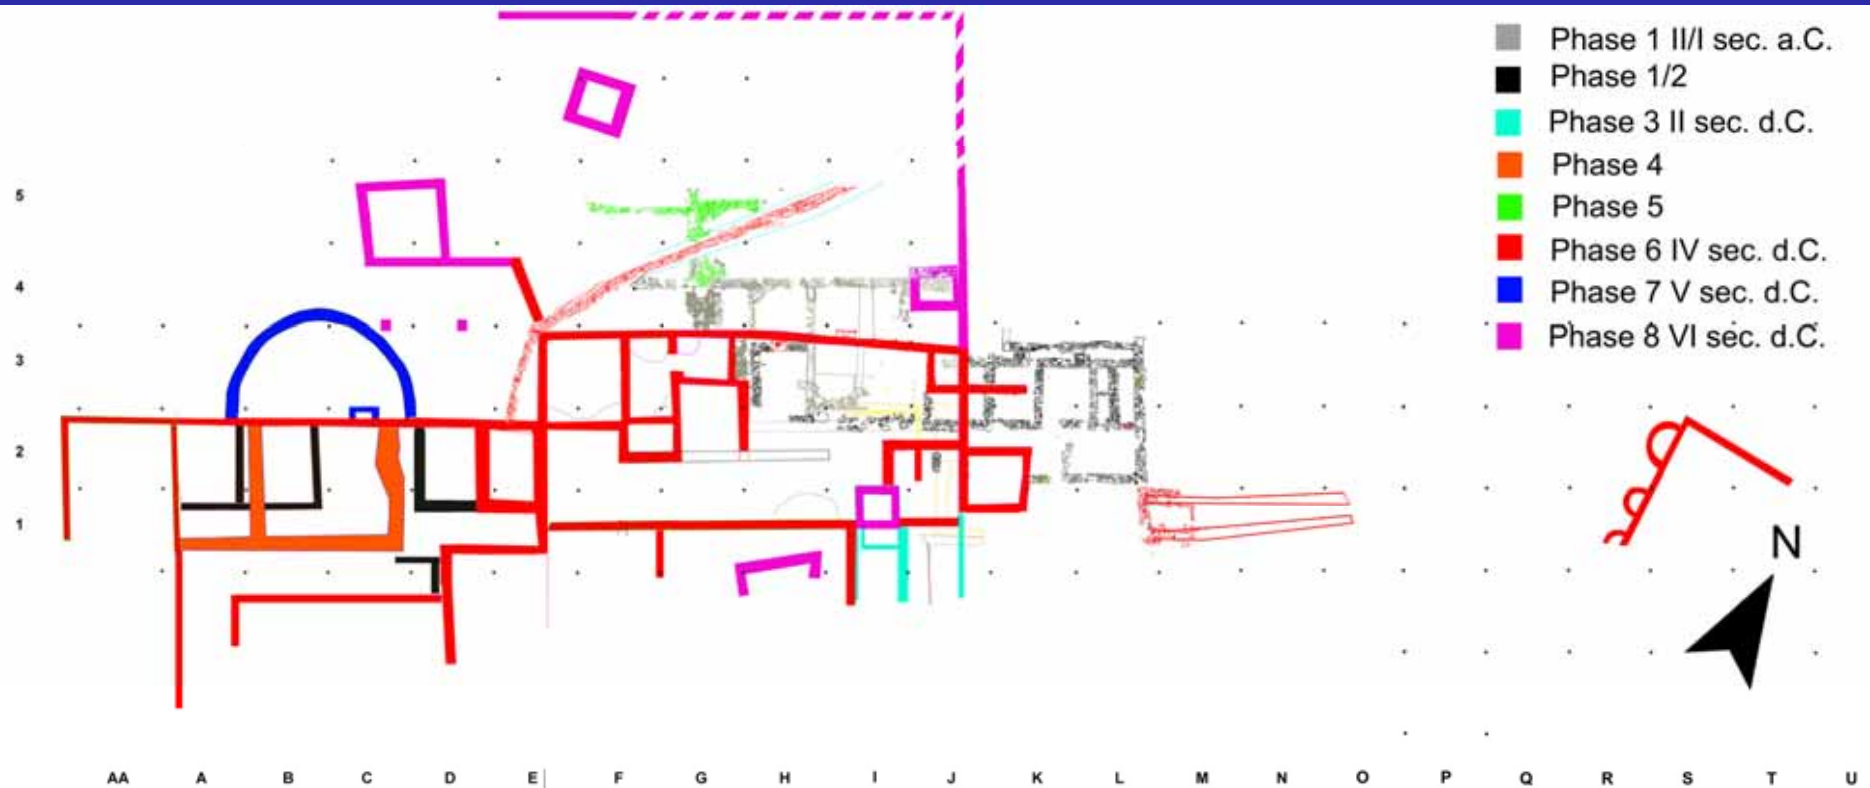 Phase 1 II/I sec. a.C.
Phase 1/2
Phase 3 II sec. d.C.
Phase 4
Phase 5
Phase 6 IV sec. d.C.
Phase 7 V sec. d.C.
Phase 8 VI sec. d.C.
5
4
3
2
1
N
AA A B C D E F G H I J K L M N O P Q R S T U